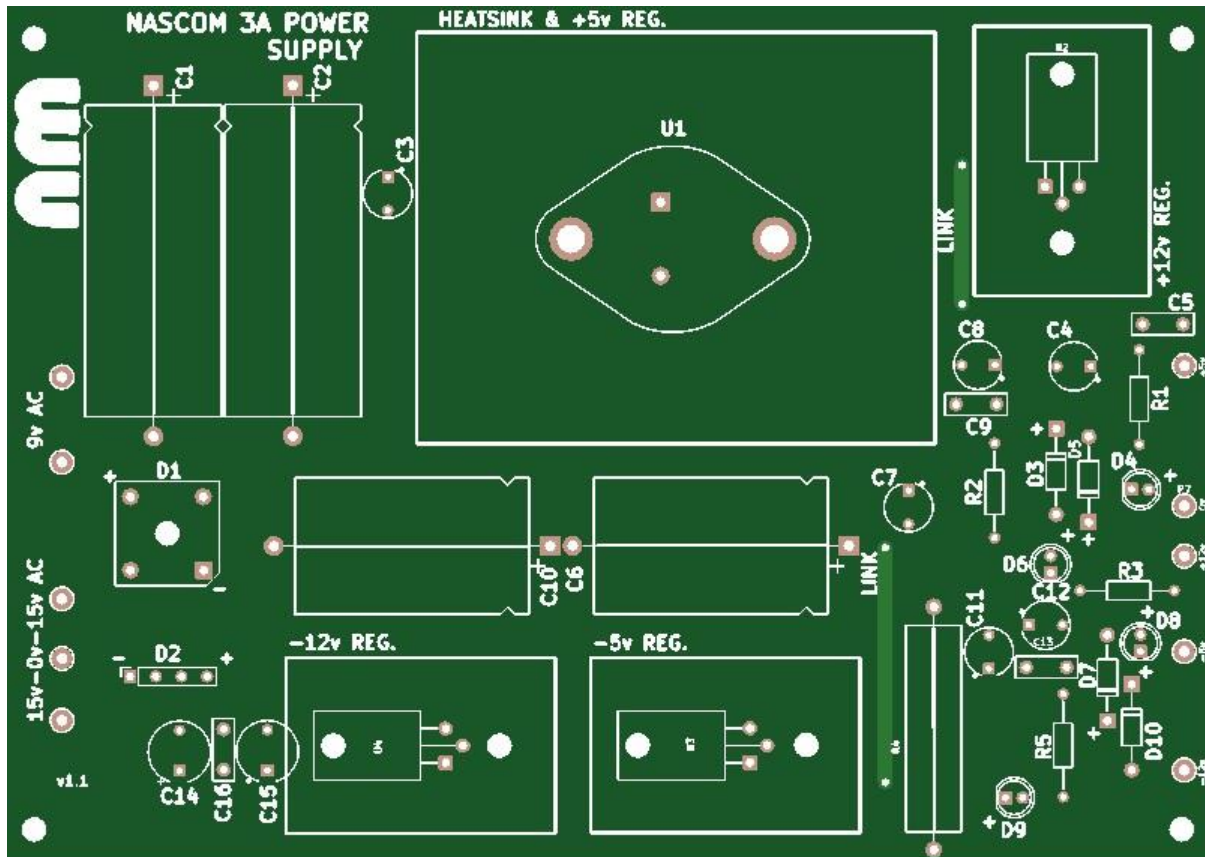 NASCOM 3A POWER
SUPPLY
HEATSINK & +5v REG.
C1
+
C2
+
C3
U1
LINK
+12v REG.
C5
C8
C4
C9
R1
9v AC
+
D1
-
C7
R2
+
D3
D5
D4
+
+
+
C10
+
C6
+
LINK
D6
R3
C12
C11
c13
D8
+
15v-0v-15v AC
-
D2
+
-12v REG.
-5v REG.
D7
+
+
D10
R5
v1.1
C14
C16
C15
+
D9